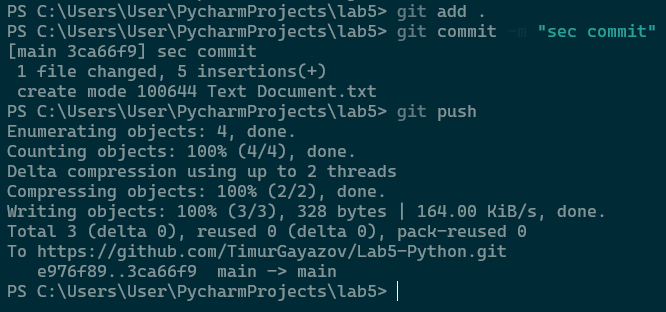 PS C:\Users\User\PycharmProjects\lab5> git add .
PS C:\Users\User\PycharmProjects\lab5> git commit -m "sec commit"
[main 3ca66f9] sec commit
 1 file changed, 5 insertions(+)
 create mode 100644 Text Document.txt
PS C:\Users\User\PycharmProjects\lab5> git push
Enumerating objects: 4, done.
Counting objects: 100% (4/4), done.
Delta compression using up to 2 threads
Compressing objects: 100% (2/2), done.
Writing objects: 100% (3/3), 328 bytes | 164.00 KiB/s, done.
Total 3 (delta 0), reused 0 (delta 0), pack-reused 0
To https://github.com/TimurGayazov/Lab5-Python.git
   e976f89..3ca66f9  main -> main
PS C:\Users\User\PycharmProjects\lab5>